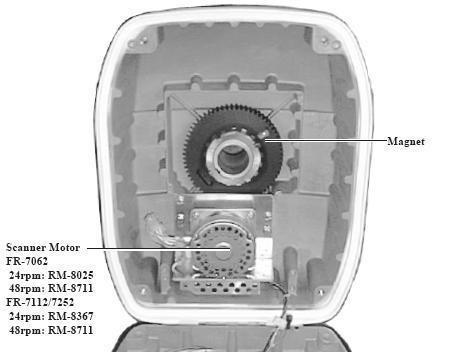 Magnet
Scanner Motor
FR-7062
24rpm: RM-8025
48rpm: RM-8711
FR-7112/7252
24rpm: RM-8367
48rpm: RM-8711